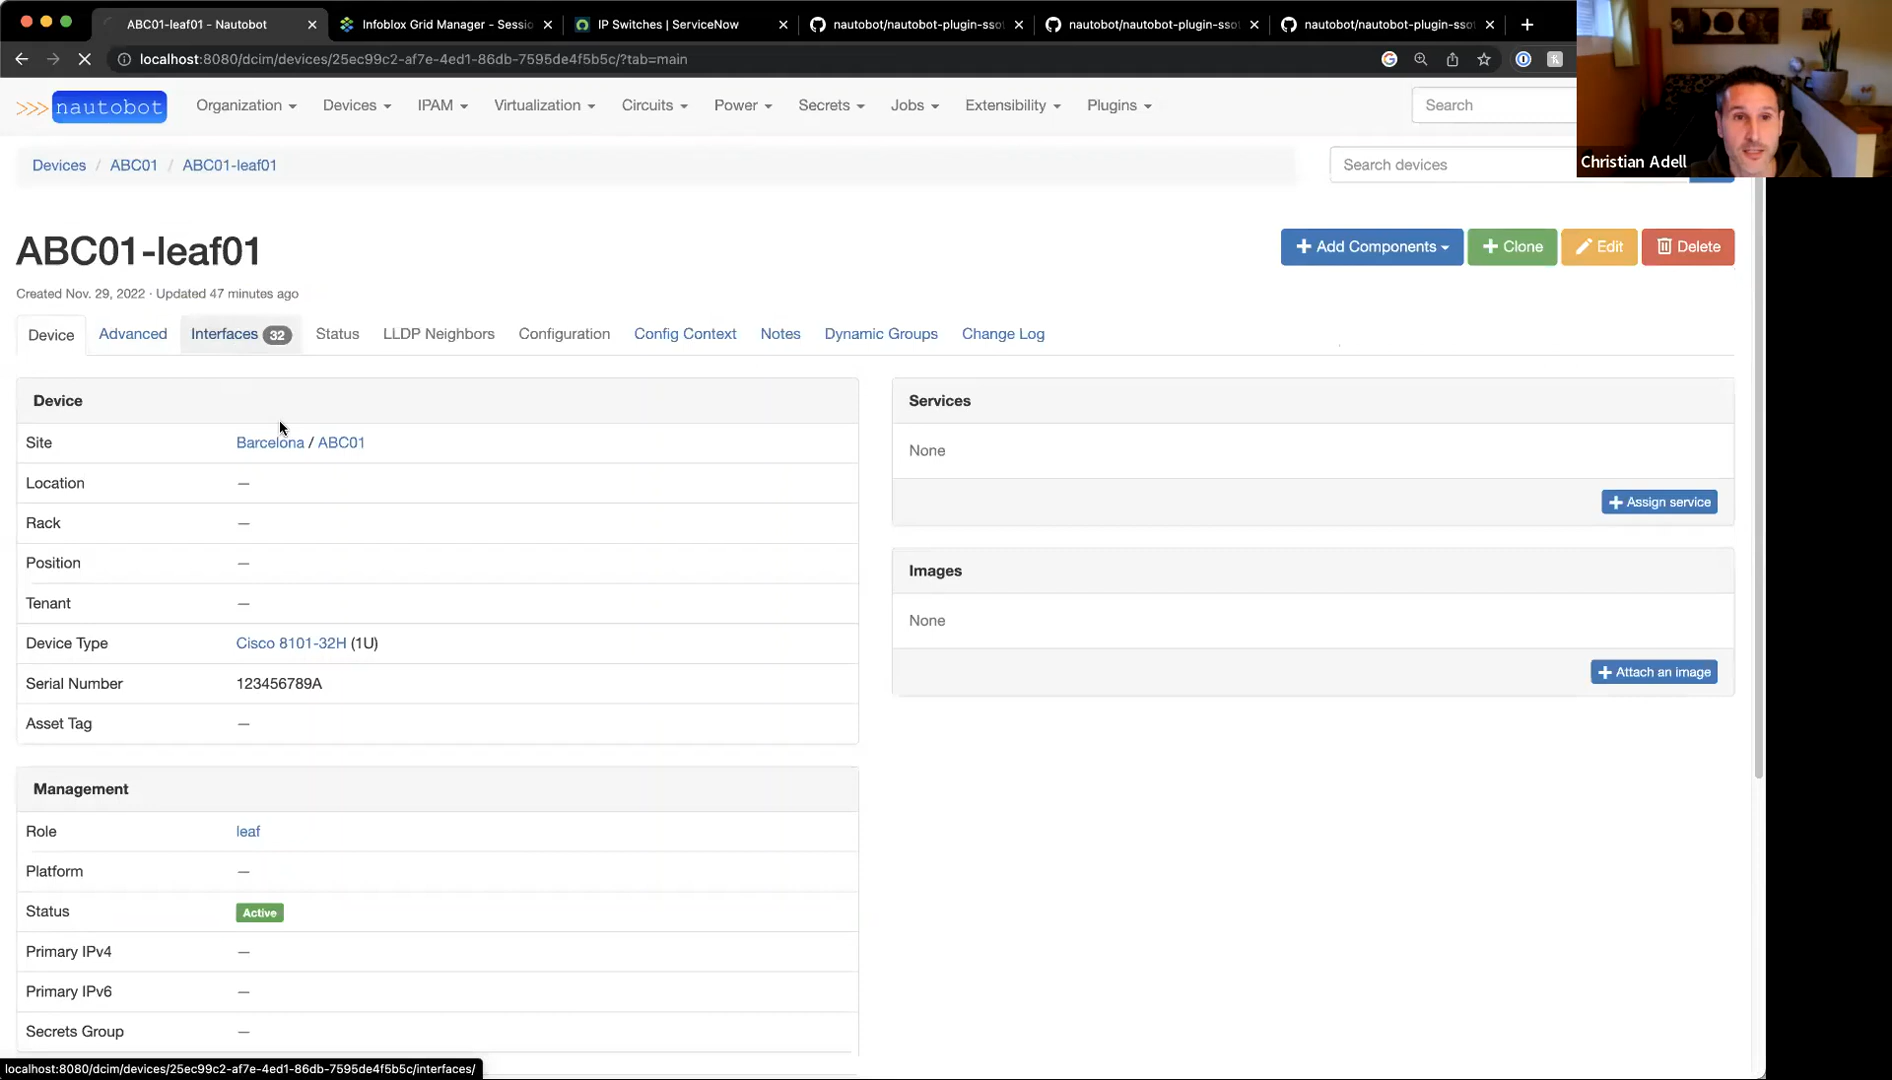 ABC01-leaf01 - Nautobot
Infoblox Grid Manager - Sessio
IP Switches | ServiceNow
nautobot/nautobot-plugin-ssot
nautobot/nautobot-plugin-ssot
nautobot/nautobot-plugin-ssot
localhost:8080/dcim/devices/25ec99c2-af7e-4ed1-86db-7595de4f5b5c/?tab=main
>>> nautobot
Organization
Devices
IPAM
Virtualization
Circuits
Power
Secrets
Jobs
Extensibility
Plugins
Search
Christian Adell
Devices / ABC01 / ABC01-leaf01
Search devices
ABC01-leaf01
Add Components
Clone
Edit
Delete
Created Nov. 29, 2022 · Updated 47 minutes ago
Device
Advanced
Interfaces 32
Status
LLDP Neighbors
Configuration
Config Context
Notes
Dynamic Groups
Change Log
Device
Site Barcelona / ABC01
Location —
Rack —
Position —
Tenant —
Device Type Cisco 8101-32H (1U)
Serial Number 123456789A
Asset Tag —
Services
None
Assign service
Images
None
Attach an image
Management
Role leaf
Platform —
Status Active
Primary IPv4 —
Primary IPv6 —
Secrets Group —
localhost:8080/dcim/devices/25ec99c2-af7e-4ed1-86db-7595de4f5b5c/interfaces/